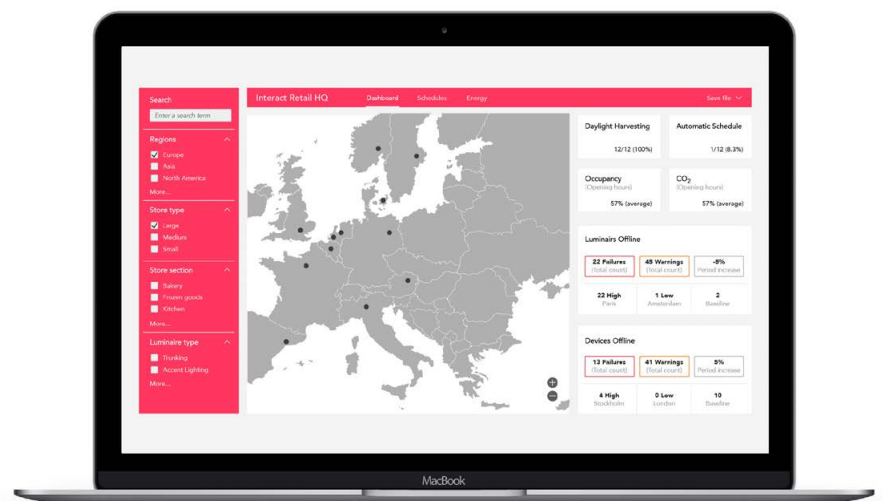 Search
Enter a search term
Regions
Europe
Asia
North America
More...
Store type
Large
Medium
Small
Store section
Bakery
Frozen goods
Kitchen
More...
Luminaire type
Trunking
Accent Lighting
More...
Interact Retail HQ
Dashboard
Schedules
Energy
Save file
Daylight Harvesting
12/12 (100%)
Automatic Schedule
1/12 (8.3%)
Occupancy
(Opening hours)
57% (average)
CO2
(Opening hours)
57% (average)
Luminairs Offline
22 Failures
(Total count)
45 Warnings
(Total count)
-5%
Period increase
22 High
Paris
1 Low
Amsterdam
2
Baseline
Devices Offline
13 Failures
(Total count)
41 Warnings
(Total count)
5%
Period increase
4 High
Stockholm
0 Low
London
10
Baseline
MacBook